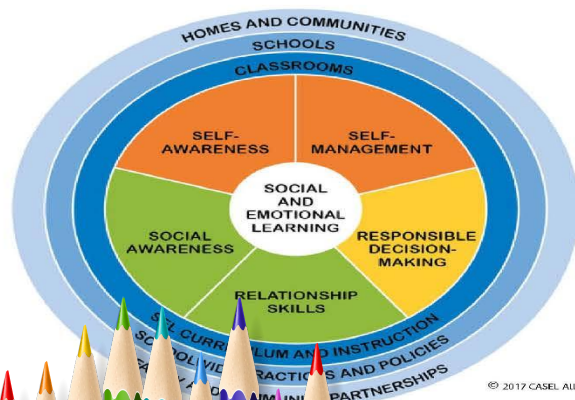 HOMES AND COMMUNITIES
SCHOOLS
CLASSROOMS
SELF-
AWARENESS
SELF-
MANAGEMENT
SOCIAL
AND
EMOTIONAL
LEARNING
SOCIAL
AWARENESS
RESPONSIBLE
DECISION-
MAKING
RELATIONSHIP
SKILLS
CURRICULUM AND INSTRUCTION
AND POLICIES
PARTNERSHIPS
© 2017 CASEL